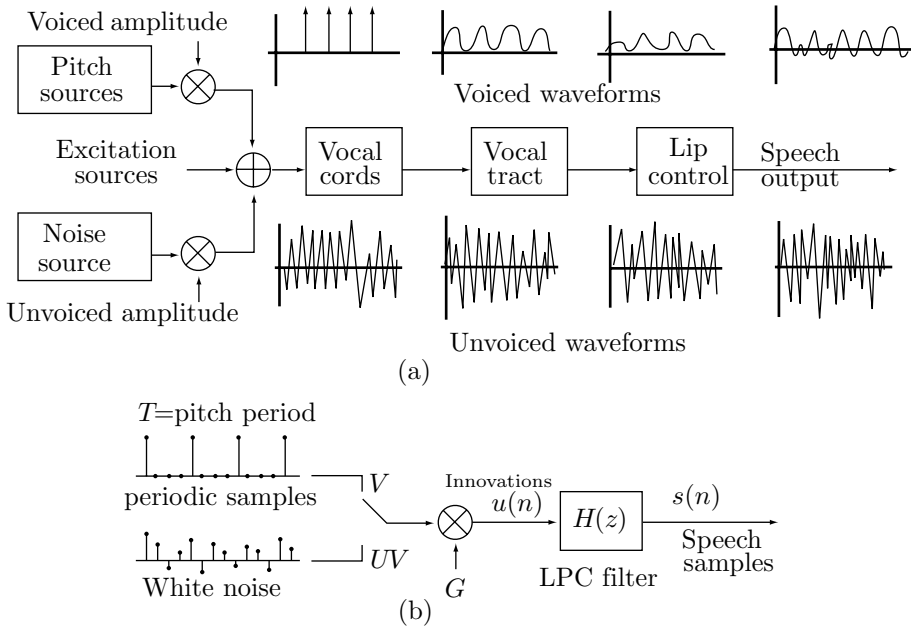 Voiced amplitude
Pitch
sources
Voiced waveforms
Excitation
sources
Vocal
cords
Vocal
tract
Lip
control
Speech
output
Noise
source
Unvoiced amplitude
Unvoiced waveforms
(a)
T=pitch period
periodic samples
V
Innovations
u(n)
H(z)
s(n)
Speech
samples
UV
White noise
G
LPC filter
(b)